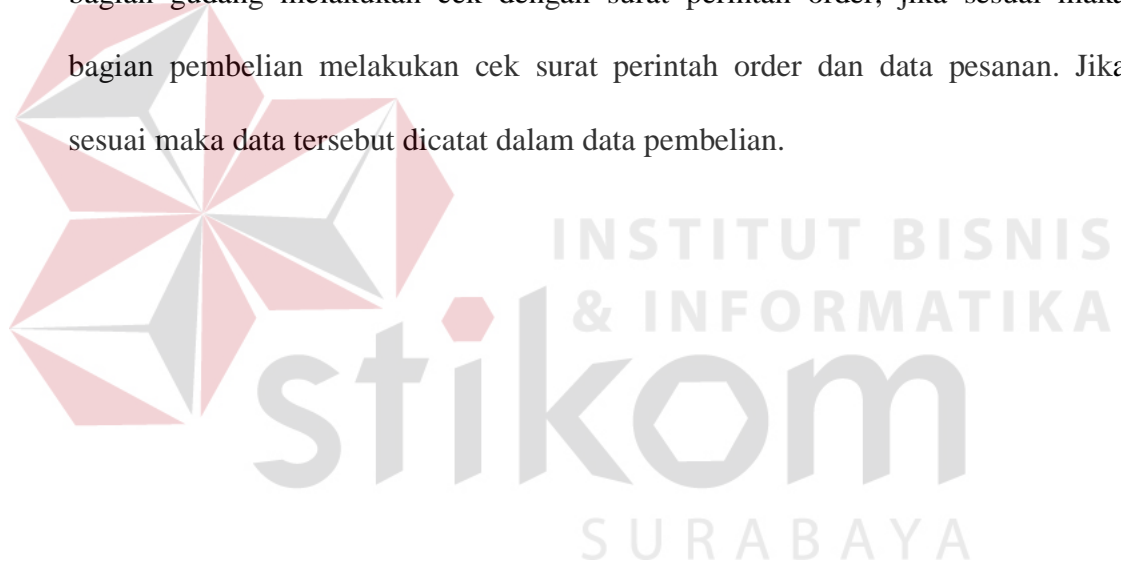 bagian gudang melakukan cek dengan surat perintah order, jika sesuai maka
bagian pembelian melakukan cek surat perintah order dan data pesanan. Jika
sesuai maka data tersebut dicatat dalam data pembelian.
INSTITUT BISNIS
& INFORMATIKA
stikom
SURABAYA